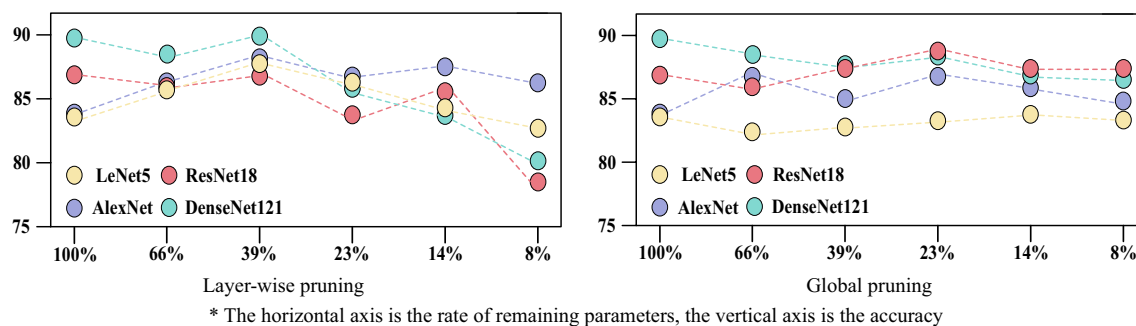 90
85
80
75
LeNet5 ResNet18
AlexNet DenseNet121
100% 66% 39% 23% 14% 8%
Layer-wise pruning
90
85
80
75
LeNet5 ResNet18
AlexNet DenseNet121
100% 66% 39% 23% 14% 8%
Global pruning
* The horizontal axis is the rate of remaining parameters, the vertical axis is the accuracy